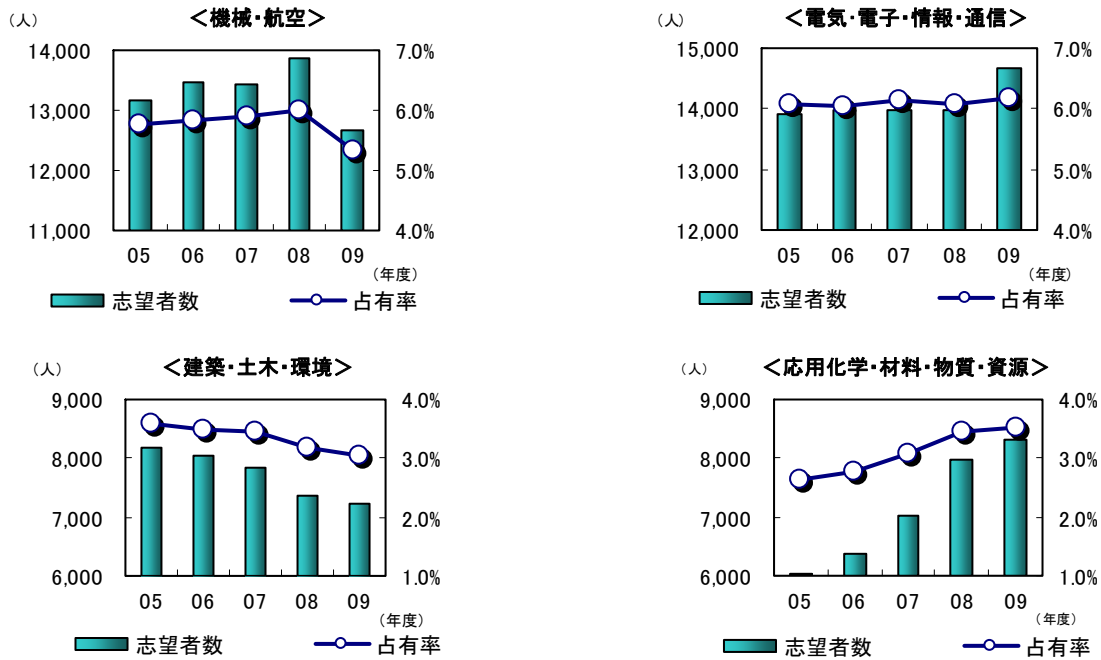 （人）
＜機械・航空＞
14,000
13,000
12,000
11,000
7.0%
6.0%
5.0%
4.0%
05 06 07 08 09
（年度）
志望者数 占有率
（人）
＜電気・電子・情報・通信＞
15,000
14,000
13,000
12,000
7.0%
6.0%
5.0%
4.0%
05 06 07 08 09
（年度）
志望者数 占有率
（人）
＜建築・土木・環境＞
9,000
8,000
7,000
6,000
4.0%
3.0%
2.0%
1.0%
05 06 07 08 09
（年度）
志望者数 占有率
（人）
＜応用化学・材料・物質・資源＞
9,000
8,000
7,000
6,000
4.0%
3.0%
2.0%
1.0%
05 06 07 08 09
（年度）
志望者数 占有率